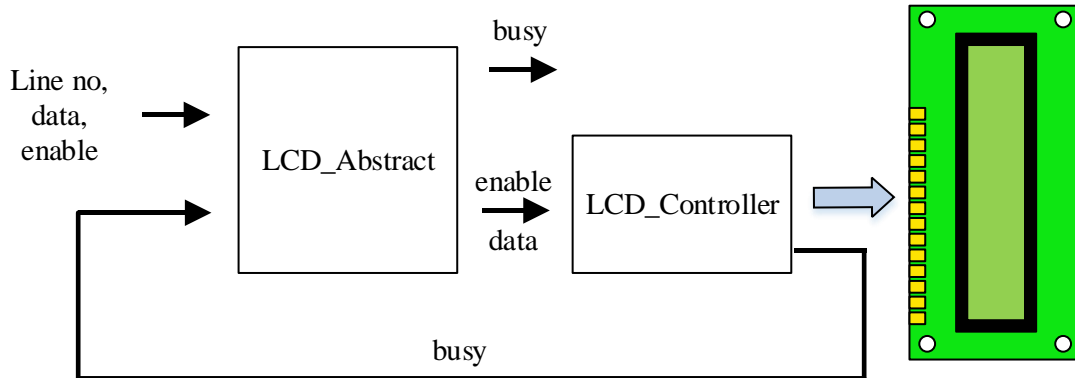 busy
Line no,
data,
enable
LCD_Abstract
enable
data
LCD_Controller
busy